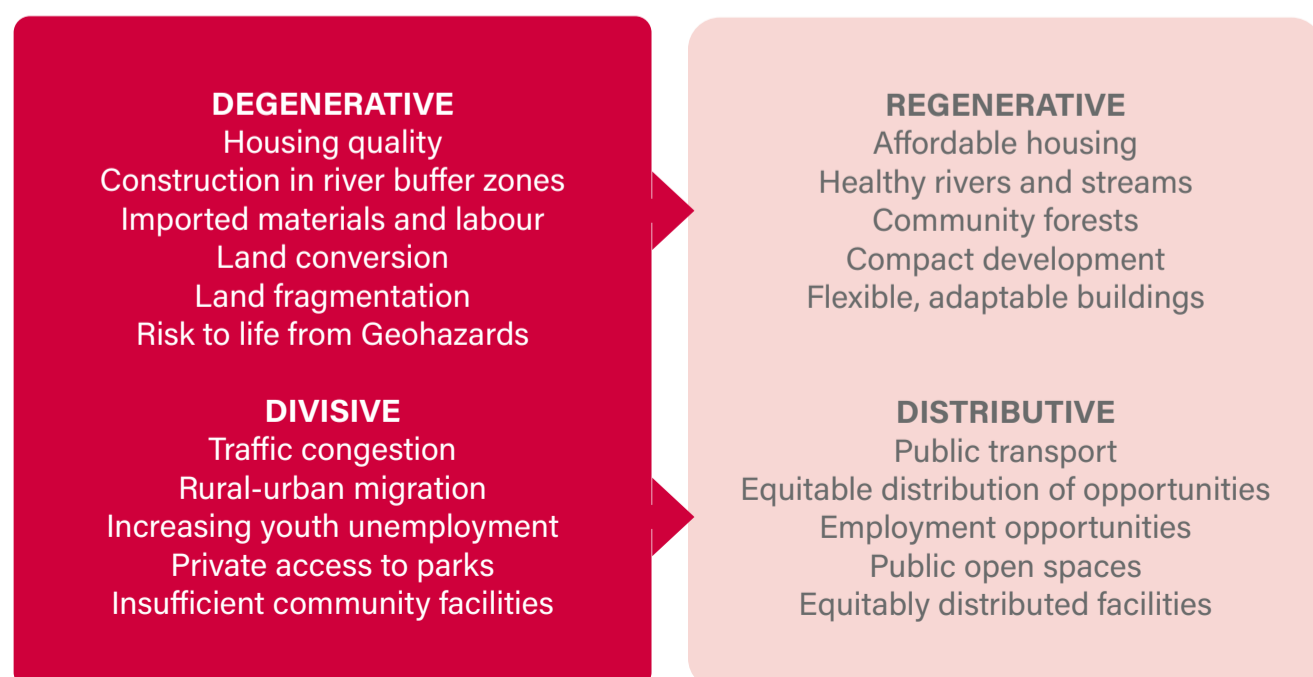 DEGENERATIVE
Housing quality
Construction in river buffer zones
Imported materials and labour
Land conversion
Land fragmentation
Risk to life from Geohazards
DIVISIVE
Traffic congestion
Rural-urban migration
Increasing youth unemployment
Private access to parks
Insufficient community facilities
REGENERATIVE
Affordable housing
Healthy rivers and streams
Community forests
Compact development
Flexible, adaptable buildings
DISTRIBUTIVE
Public transport
Equitable distribution of opportunities
Employment opportunities
Public open spaces
Equitably distributed facilities